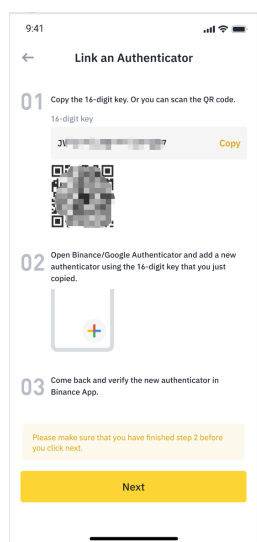 9:41
Link an Authenticator
01
Copy the 16-digit key. Or you can scan the QR code.
16-digit key
Copy
02
Open Binance/Google Authenticator and add a new
authenticator using the 16-digit key that you just
copied.
03
Come back and verify the new authenticator in
Binance App.
Please make sure that you have finished step 2 before
you click next.
Next